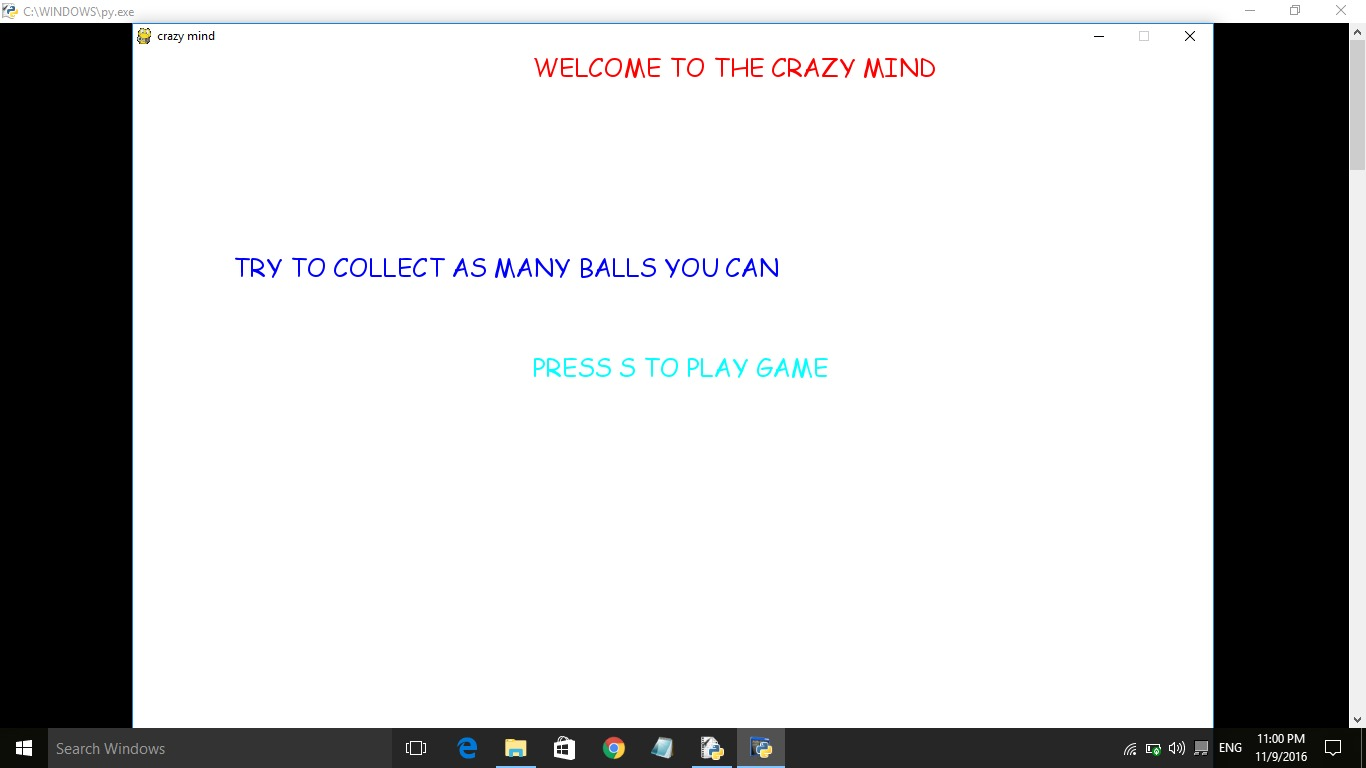 C:\WINDOWS\py.exe
crazy mind
WELCOME TO THE CRAZY MIND
TRY TO COLLECT AS MANY BALLS YOU CAN
PRESS S TO PLAY GAME
Search Windows
ENG
11:00 PM
11/9/2016